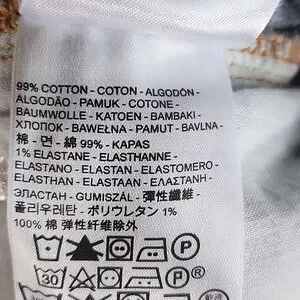 99% COTTON - COTON - ALGODÓN -
ALGODÃO - PAMUK - COTONE -
BAUMWOLLE - KATOEN - BAMBAKI -
ХЛОПОК - BAWEŁNA - PAMUT - BAVLNA -
棉 - 면 - 綿 99% - KAPAS
1% ELASTANE - ELASTHANNE -
ELASTANO - ELASTAN - ELASTOMERO -
ELASTHAN - ELASTAAN - ΕΛΑΣΤΑΝΗ -
ЭЛАСТАН - GUMISZÁL - 彈性纖維 -
폴리우레탄 - ポリウレタン 1%
100% 棉 弹性纤维除外
P
30
P